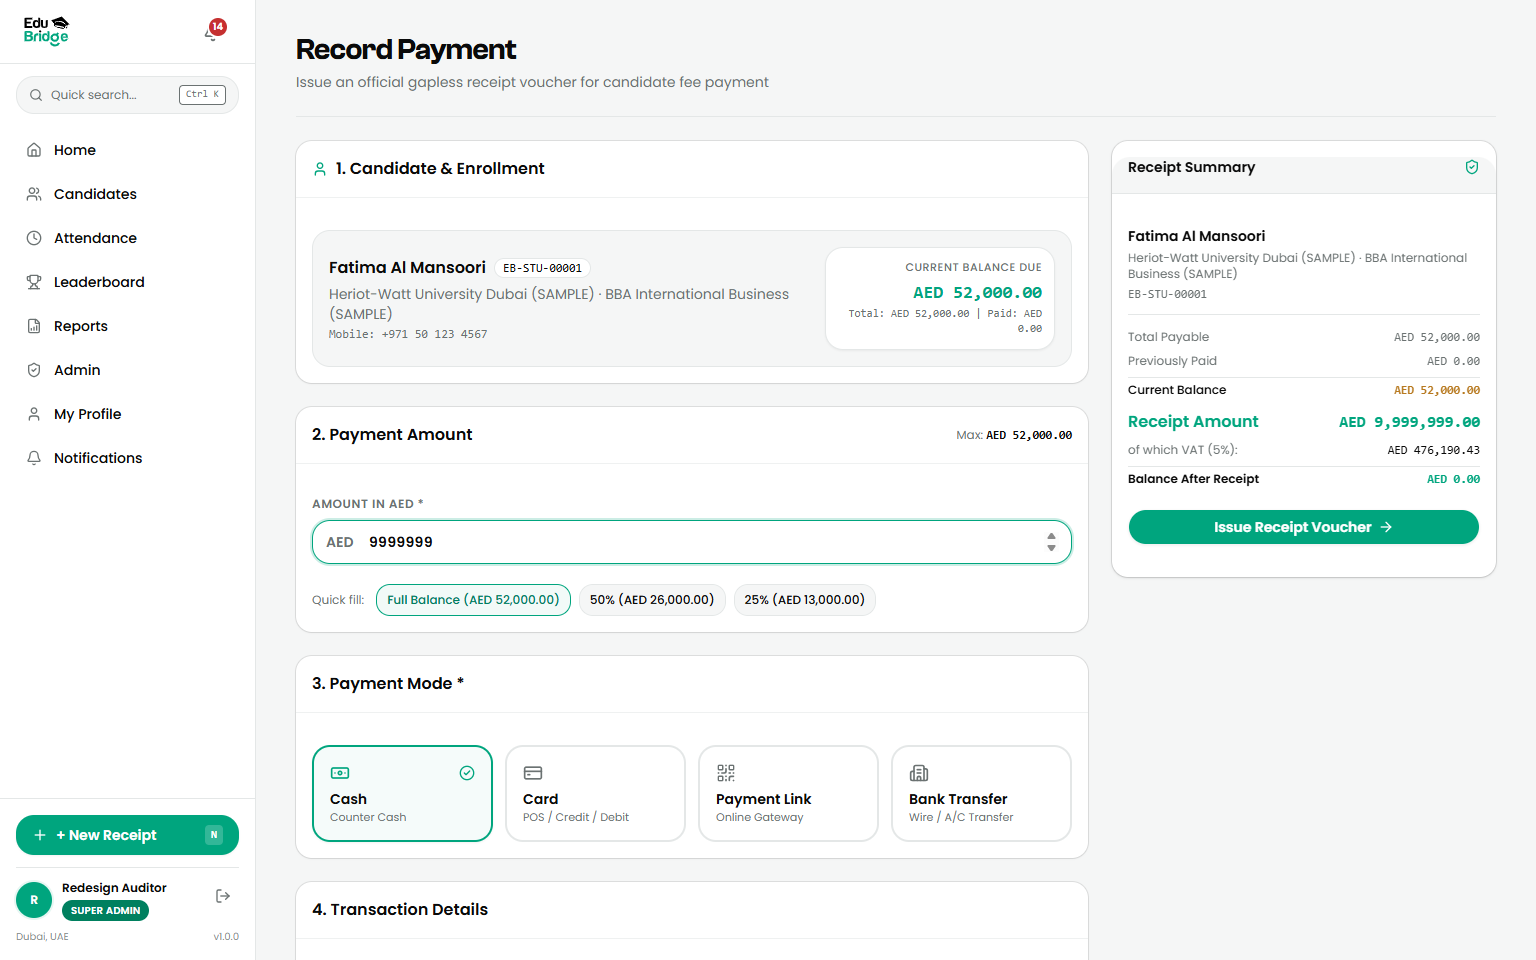 Edu
Bridge
14
Quick search...
Ctrl K
Home
Candidates
Attendance
Leaderboard
Reports
Admin
My Profile
Notifications
+ New Receipt
N
R
Redesign Auditor
SUPER ADMIN
Dubai, UAE
v1.0.0
Record Payment
Issue an official gapless receipt voucher for candidate fee payment
1. Candidate & Enrollment
Fatima Al Mansoori
EB-STU-00001
Heriot-Watt University Dubai (SAMPLE) · BBA International Business
(SAMPLE)
Mobile: +971 50 123 4567
CURRENT BALANCE DUE
AED 52,000.00
Total: AED 52,000.00 | Paid: AED
0.00
2. Payment Amount
Max: AED 52,000.00
AMOUNT IN AED *
AED 9999999
Quick fill:
Full Balance (AED 52,000.00)
50% (AED 26,000.00)
25% (AED 13,000.00)
3. Payment Mode *
Cash
Counter Cash
Card
POS / Credit / Debit
Payment Link
Online Gateway
Bank Transfer
Wire / A/C Transfer
4. Transaction Details
Receipt Summary
Fatima Al Mansoori
Heriot-Watt University Dubai (SAMPLE) · BBA International
Business (SAMPLE)
EB-STU-00001
Total Payable AED 52,000.00
Previously Paid AED 0.00
Current Balance AED 52,000.00
Receipt Amount AED 9,999,999.00
of which VAT (5%): AED 476,190.43
Balance After Receipt AED 0.00
Issue Receipt Voucher →